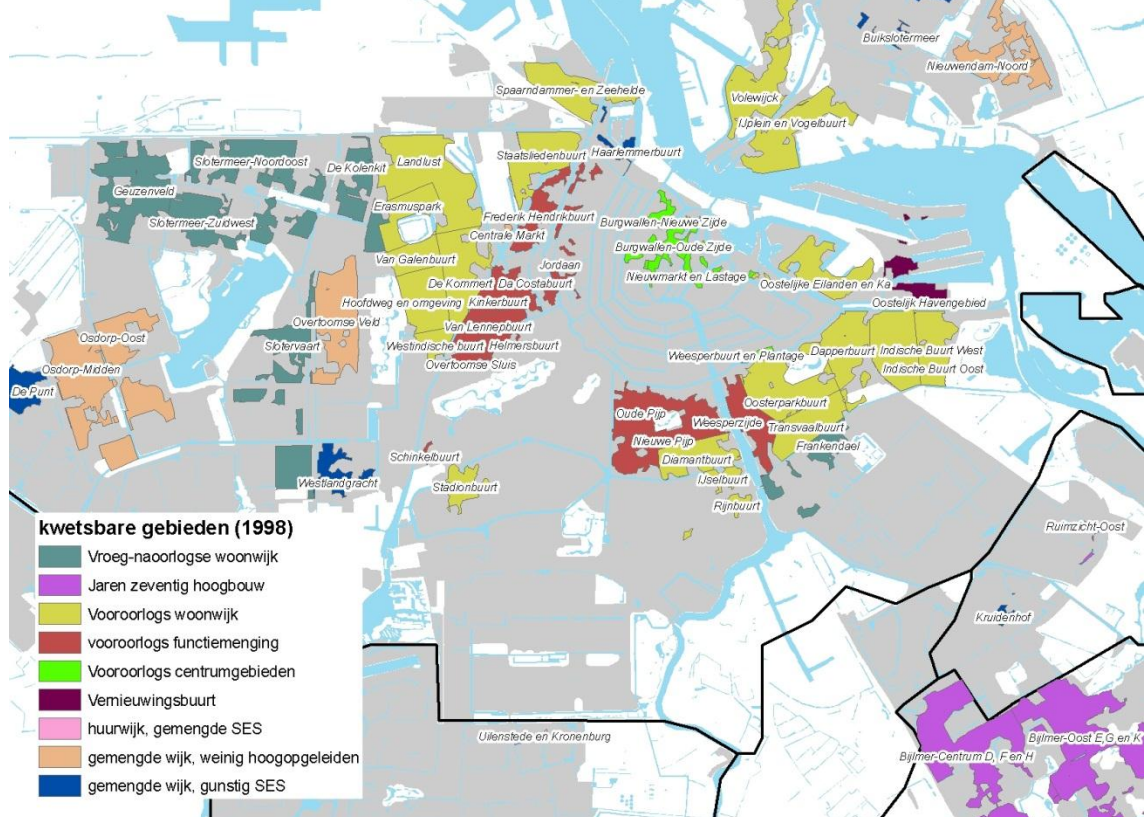 Buikslotermeer
Nieuwendam-Noord
Spaarndammer- en Zeehelde
Volewijck
IJplein en Vogelbuurt
Haarlemmerbuurt
Staatsliedenbuurt
Landlust
De Kolenkit
Slotermeer-Noordoost
Geuzenveld
Slotermeer-Zuidwest
Erasmuspark
Frederik Hendrikbuurt
Centrale Markt
Burgwallen-Nieuwe Zijde
Burgwallen-Oude Zijde
Van Galenbuurt
Jordaan
Nieuwmarkt en Lastage
De Kommert
Da Costabuurt
Oostelijke Eilanden en Ka
Oostelijk Havengebied
Hoofdweg en omgeving
Kinkerbuurt
Overtoomse Veld
Van Lennepbuurt
Osdorp-Oost
Slotervaart
Westindische buurt
Helmersbuurt
Overtoomse Sluis
Weesperbuurt en Plantage
Dapperbuurt
Indische Buurt West
Indische Buurt Oost
Osdorp-Midden
De Punt
Oosterparkbuurt
Oude Pijp
Weesperzijde
Transvaalbuurt
Nieuwe Pijp
Frankendael
Diamantbuurt
Schinkelbuurt
IJselbuurt
Westlandgracht
Stadionbuurt
Rijnbuurt
Ruimzicht-Oost
Kruidenhof
Uilenstede en Kronenburg
Bijlmer-Oost E,G en K
Bijlmer-Centrum D, F en H
kwetsbare gebieden (1998)
Vroeg-naoorlogse woonwijk
Jaren zeventig hoogbouw
Vooroorlogs woonwijk
vooroorlogs functiemenging
Vooroorlogs centrumgebieden
Vernieuwingsbuurt
huurwijk, gemengde SES
gemengde wijk, weinig hoogopgeleiden
gemengde wijk, gunstig SES